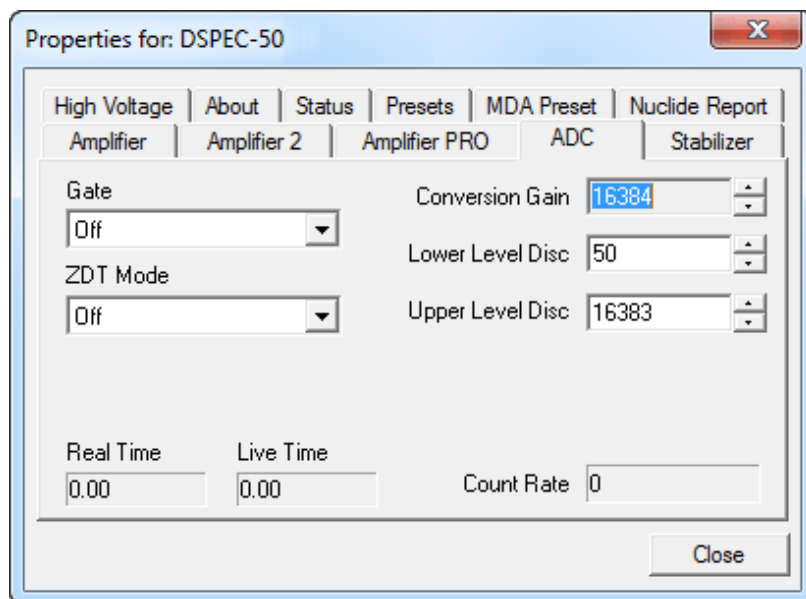 Properties for: DSPEC-50
High Voltage About Status Presets MDA Preset Nuclide Report
Amplifier Amplifier 2 Amplifier PRO ADC Stabilizer
Gate
Off
ZDT Mode
Off
Conversion Gain 16384
Lower Level Disc 50
Upper Level Disc 16383
Real Time Live Time
0.00 0.00
Count Rate 0
Close